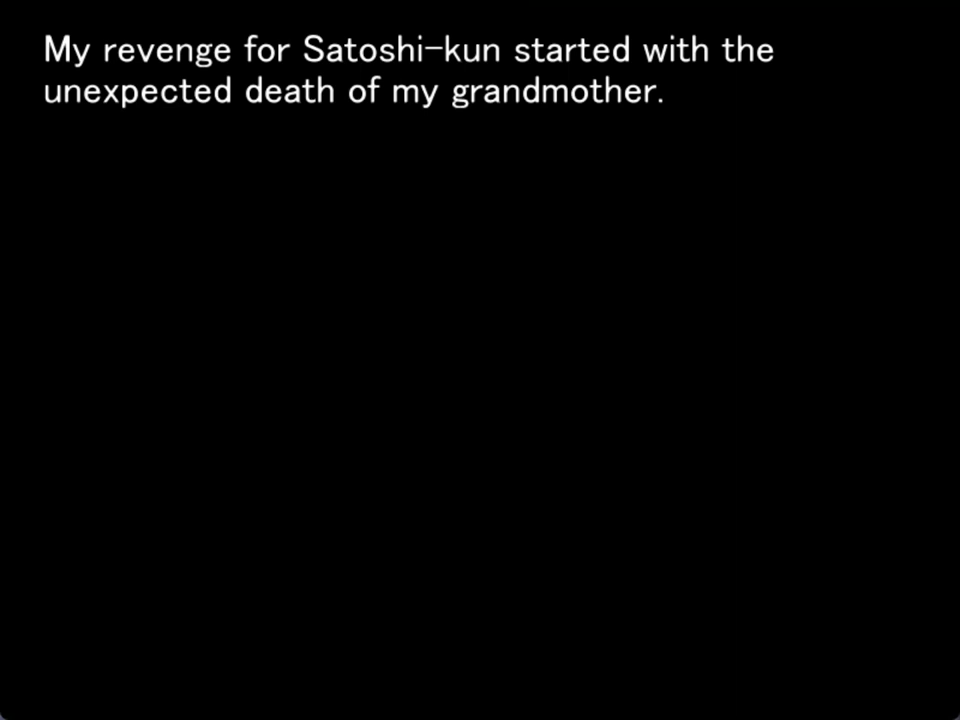 My revenge for Satoshi-kun started with the
unexpected death of my grandmother.